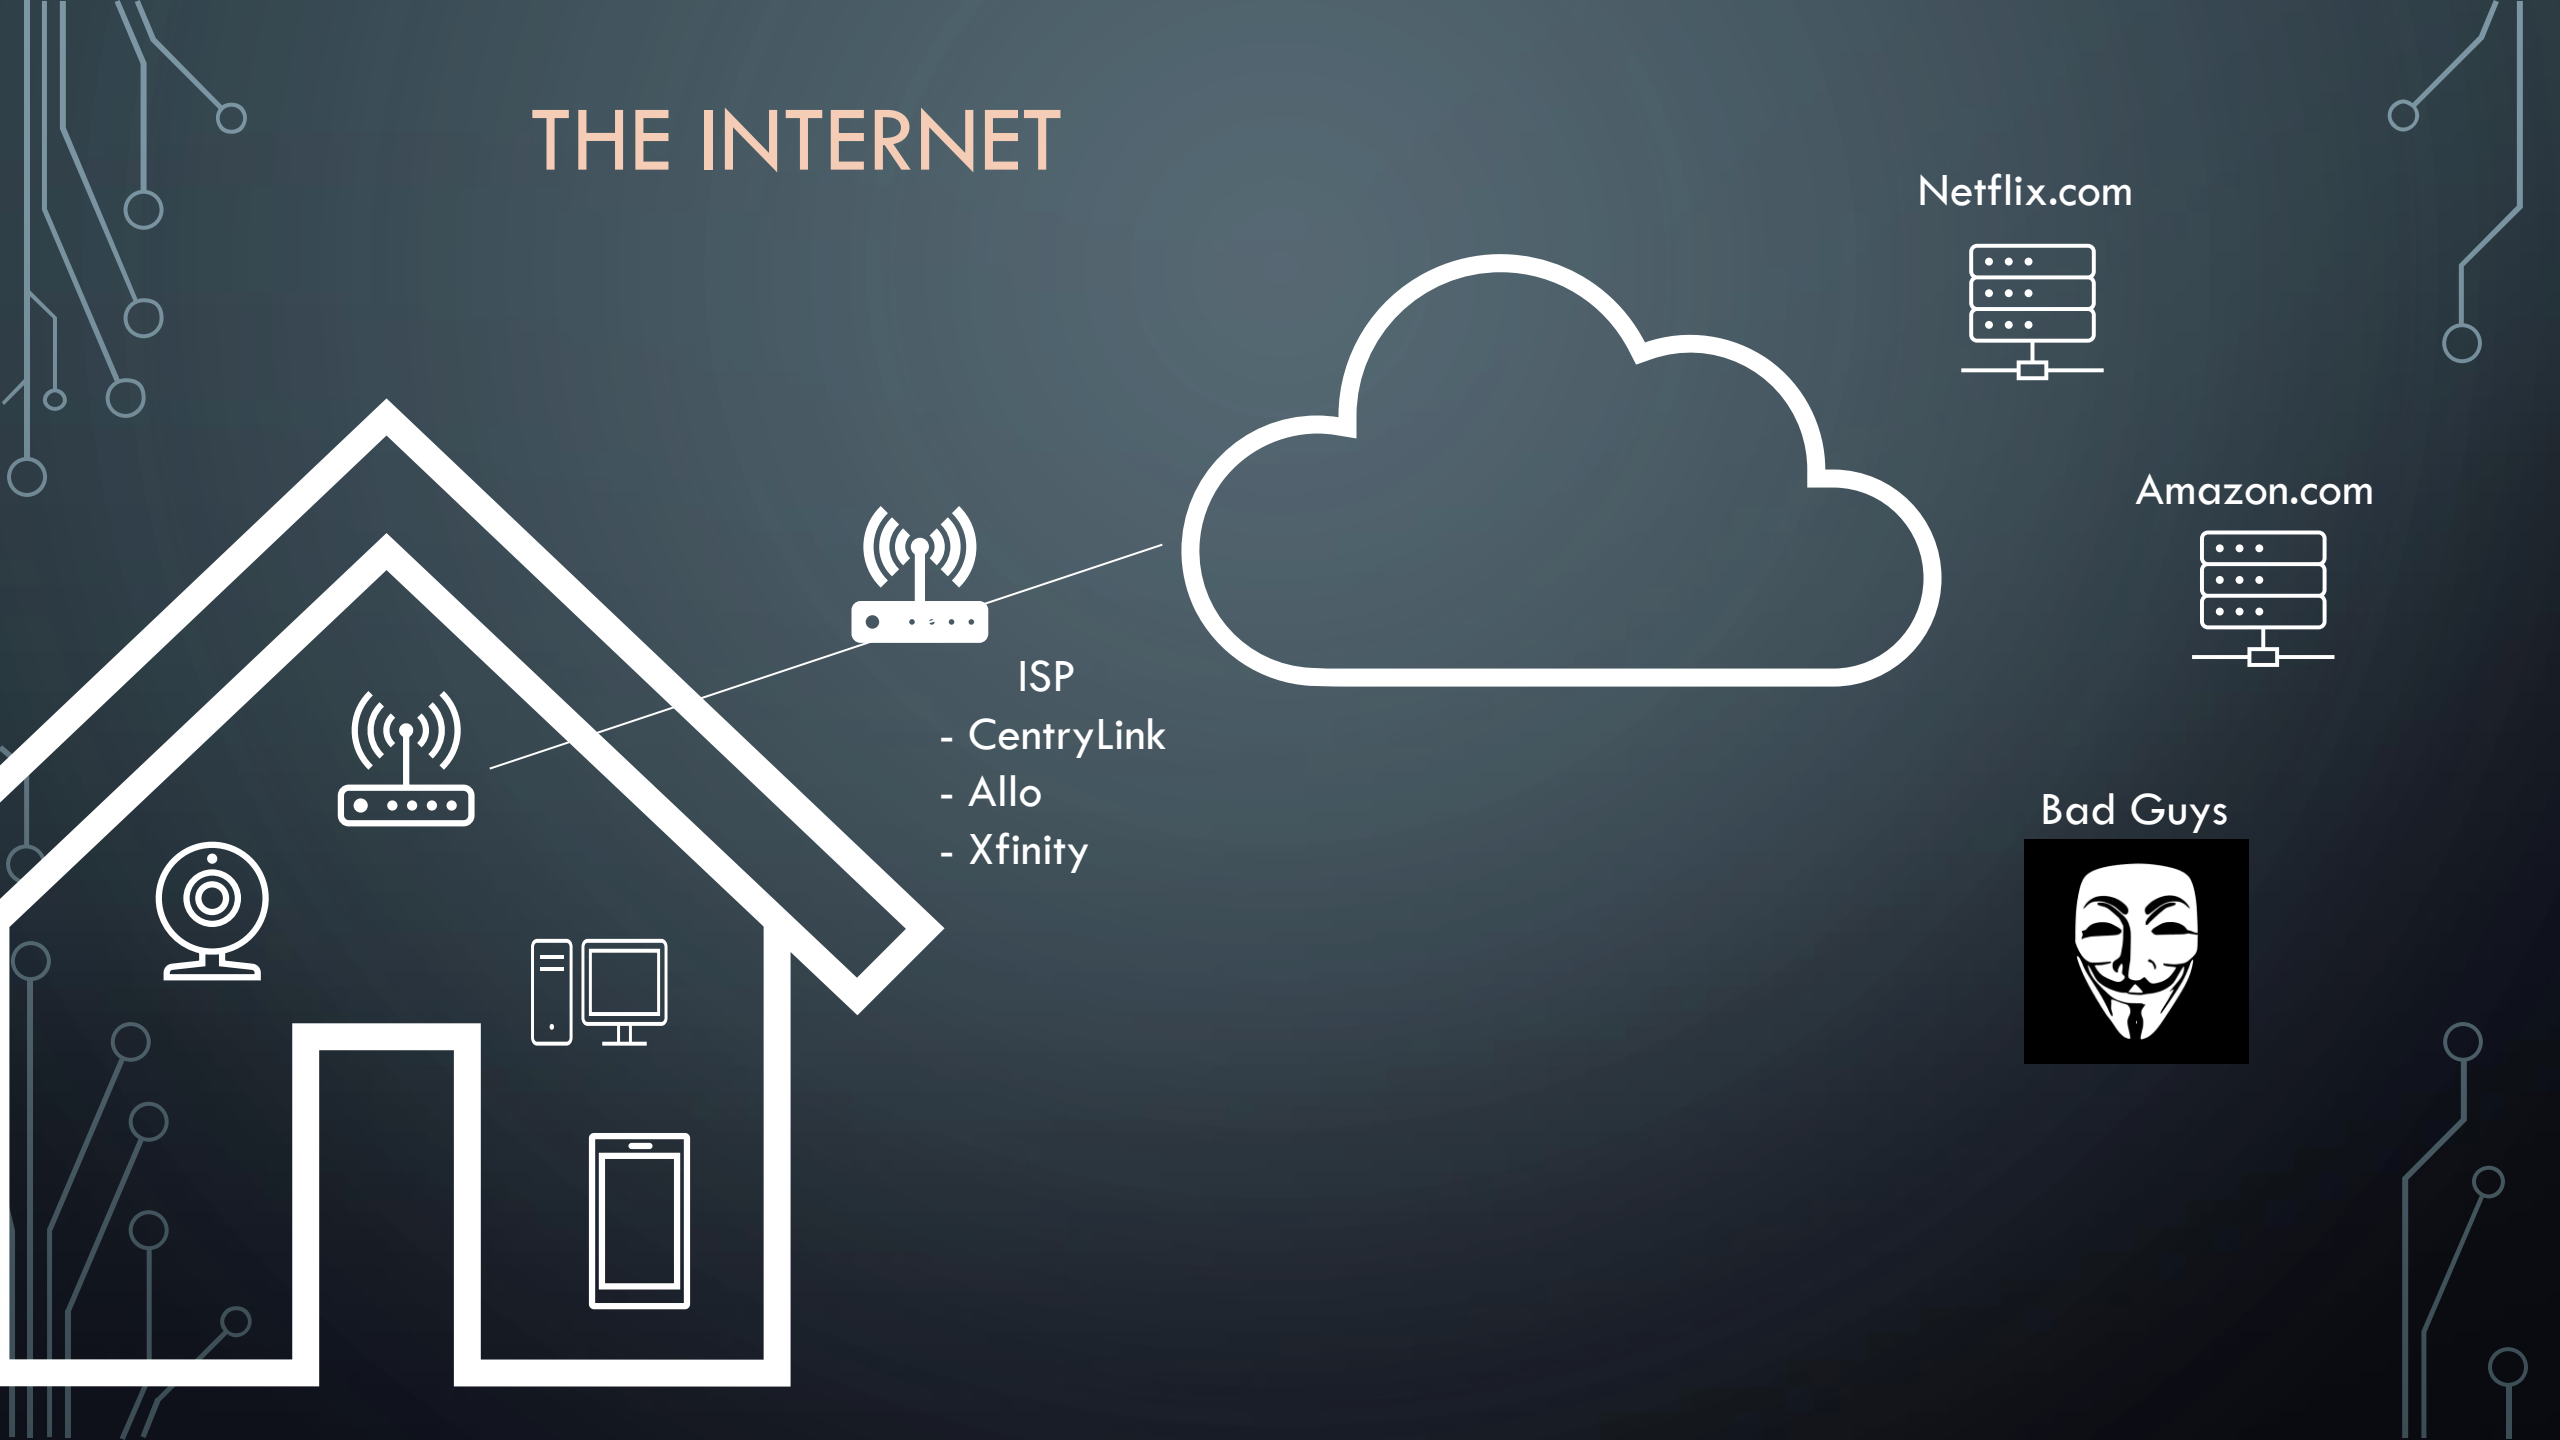 THE INTERNET
Netflix.com
Amazon.com
ISP
- CentryLink
- Allo
- Xfinity
Bad Guys